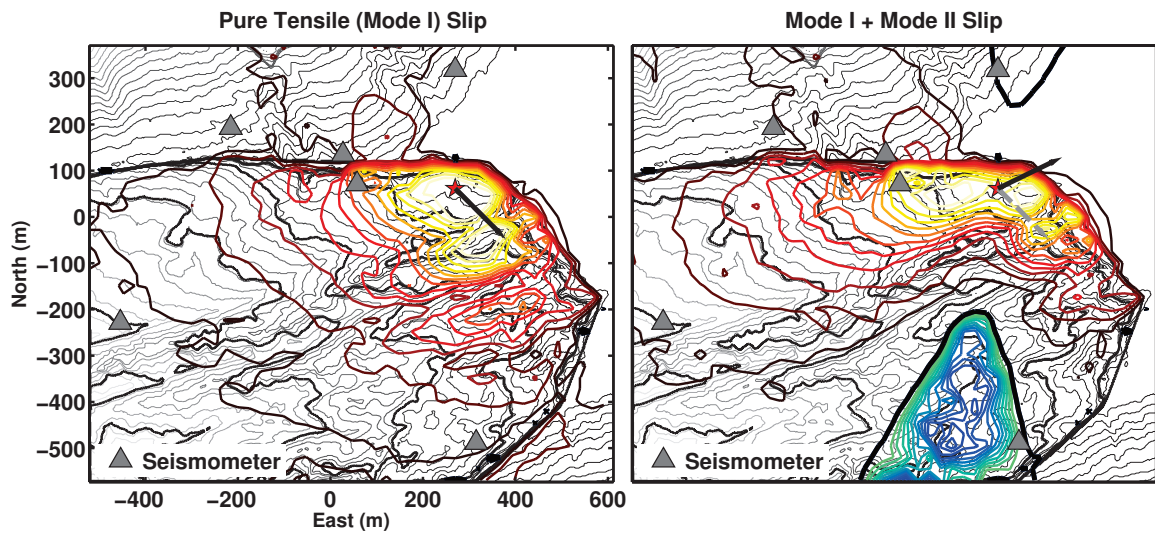 Pure Tensile (Mode I) Slip
Mode I + Mode II Slip
North (m)
300
200
100
0
−100
−200
−300
−400
−500
Seismometer
Seismometer
−400
−200
0
200
400
600
East (m)